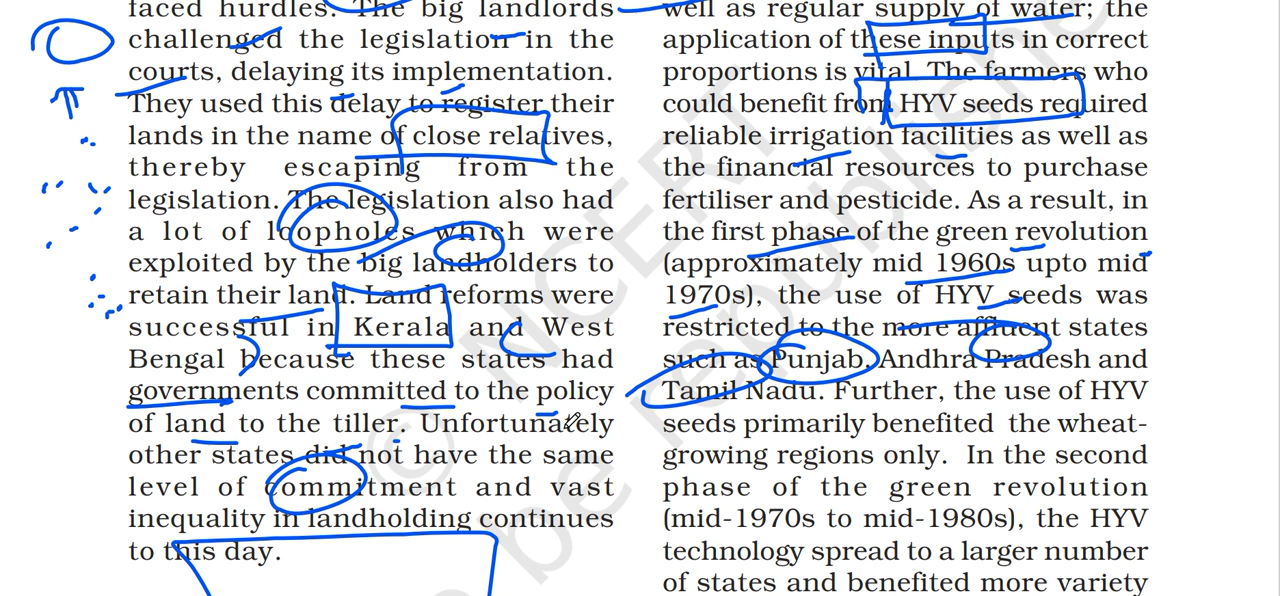 faced hurdles. The big landlords
challenged the legislation in the
courts, delaying its implementation.
They used this delay to register their
lands in the name of close relatives,
thereby escaping from the
legislation. The legislation also had
a lot of loopholes which were
exploited by the big landholders to
retain their land. Land reforms were
successful in Kerala and West
Bengal because these states had
governments committed to the policy
of land to the tiller. Unfortunately
other states did not have the same
level of commitment and vast
inequality in landholding continues
to this day.
well as regular supply of water; the
application of these inputs in correct
proportions is vital. The farmers who
could benefit from HYV seeds required
reliable irrigation facilities as well as
the financial resources to purchase
fertiliser and pesticide. As a result, in
the first phase of the green revolution
(approximately mid 1960s upto mid
1970s), the use of HYV seeds was
restricted to the more affluent states
such as Punjab, Andhra Pradesh and
Tamil Nadu. Further, the use of HYV
seeds primarily benefited the wheat-
growing regions only. In the second
phase of the green revolution
(mid-1970s to mid-1980s), the HYV
technology spread to a larger number
of states and benefited more variety
© NCERT
be republishe